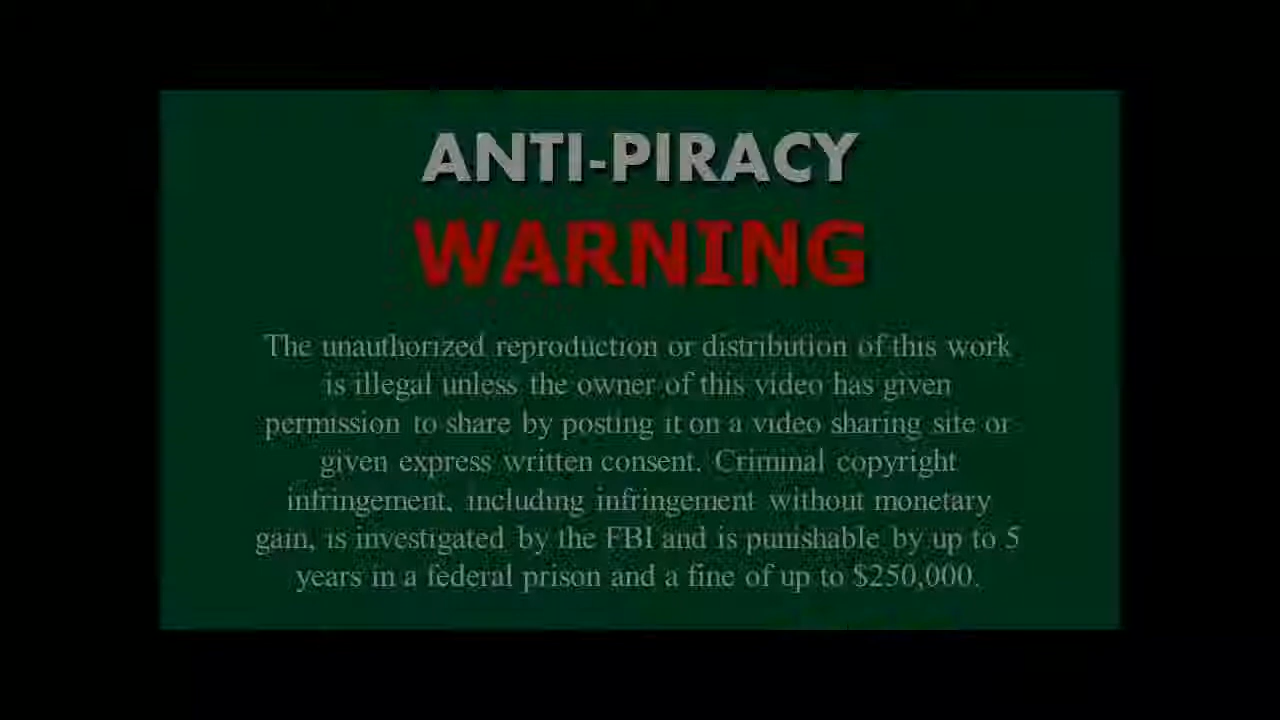 ANTI-PIRACY
WARNING
The unauthorized reproduction or distribution of this work
is illegal unless the owner of this video has given
permission to share by posting it on a video sharing site or
given express written consent. Criminal copyright
infringement, including infringement without monetary
gain, is investigated by the FBI and is punishable by up to 5
years in a federal prison and a fine of up to $250,000.